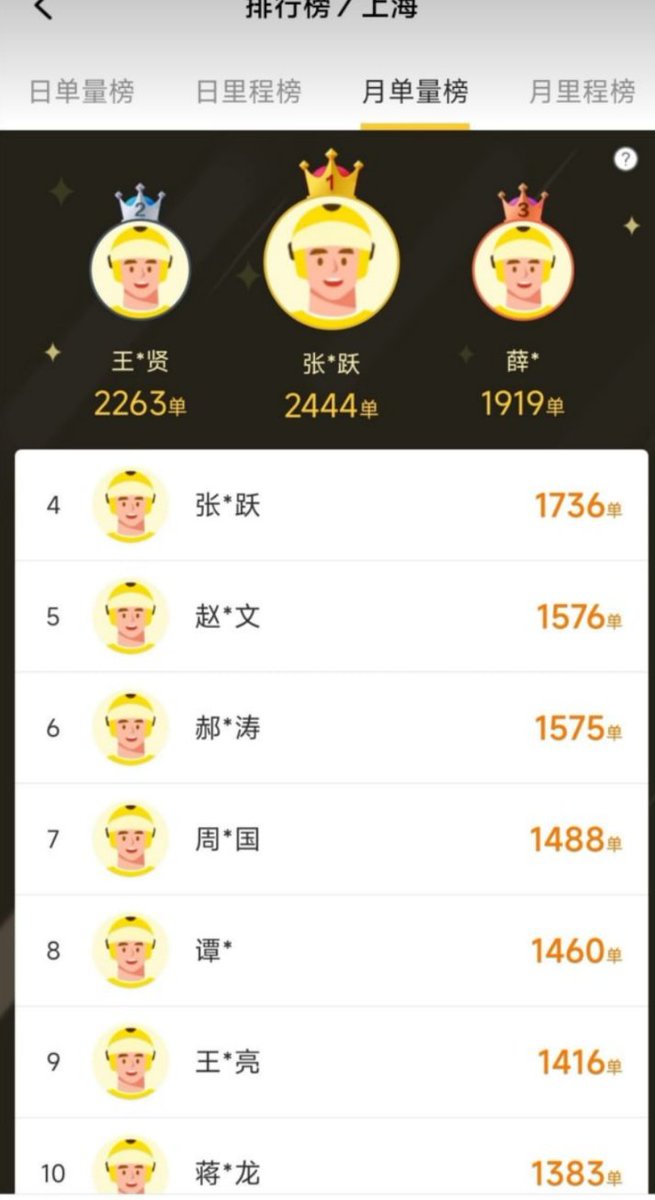 排行榜 / 上海
日单量榜
日里程榜
月单量榜
月里程榜
?
2
1
3
王*贤
张*跃
薛*
2263单
2444单
1919单
4 张*跃 1736单
5 赵*文 1576单
6 郝*涛 1575单
7 周*国 1488单
8 谭* 1460单
9 王*亮 1416单
10 蒋*龙 1383单